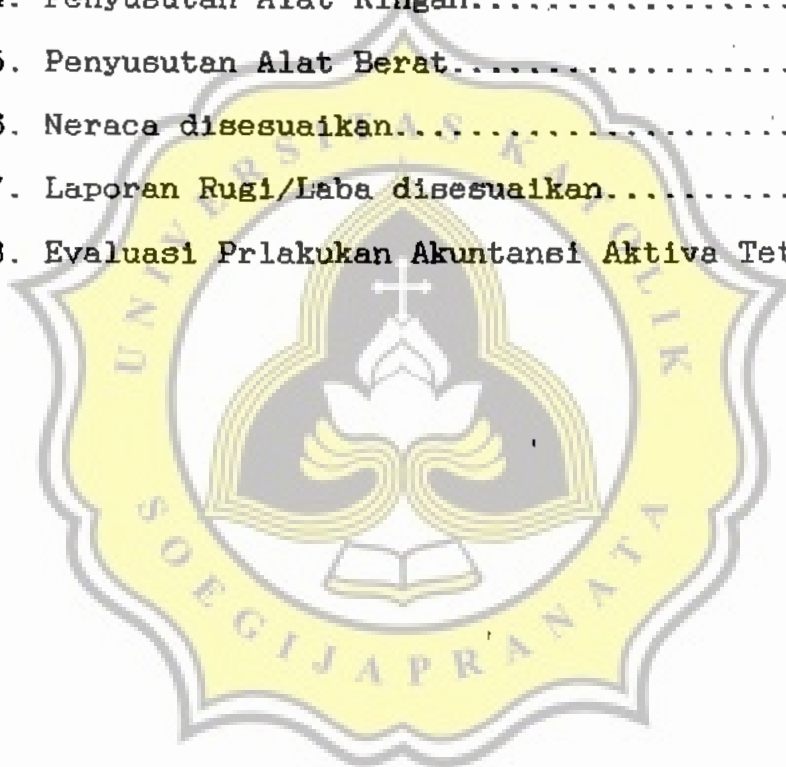 . Penyusutan Alat Ringan..................
. Penyusutan Alat Berat..................
. Neraca disesuaikan.....................
. Laporan Rugi/Laba disesuaikan..........
. Evaluasi Prlakukan Akuntansi Aktiva Tet
UNIVERSITAS KATOLIK
SOEGIJAPRANATA